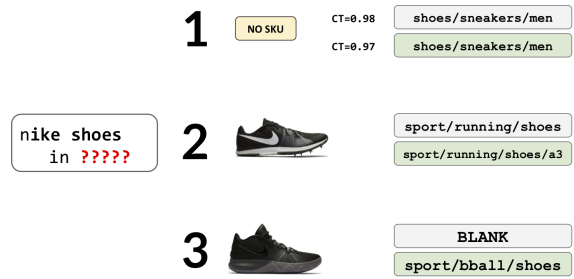 1
NO SKU
CT=0.98
shoes/sneakers/men
CT=0.97
shoes/sneakers/men
nike shoes
in ?????
2
sport/running/shoes
sport/running/shoes/a3
3
BLANK
sport/bball/shoes